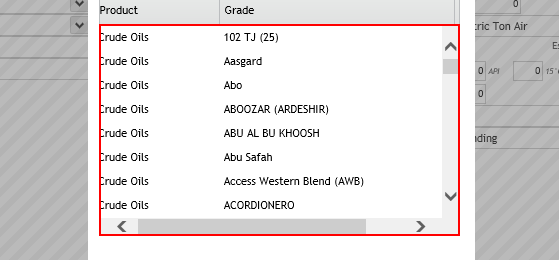 0
Product Grade
Crude Oils 102 TJ (25)
ric Ton Air
Crude Oils Aasgard
Es
0 API 0 15°
Crude Oils Abo
0
Crude Oils ABOOZAR (ARDESHIR)
Crude Oils ABU AL BU KHOOSH
ding
Crude Oils Abu Safah
Crude Oils Access Western Blend (AWB)
Crude Oils ACORDIONERO